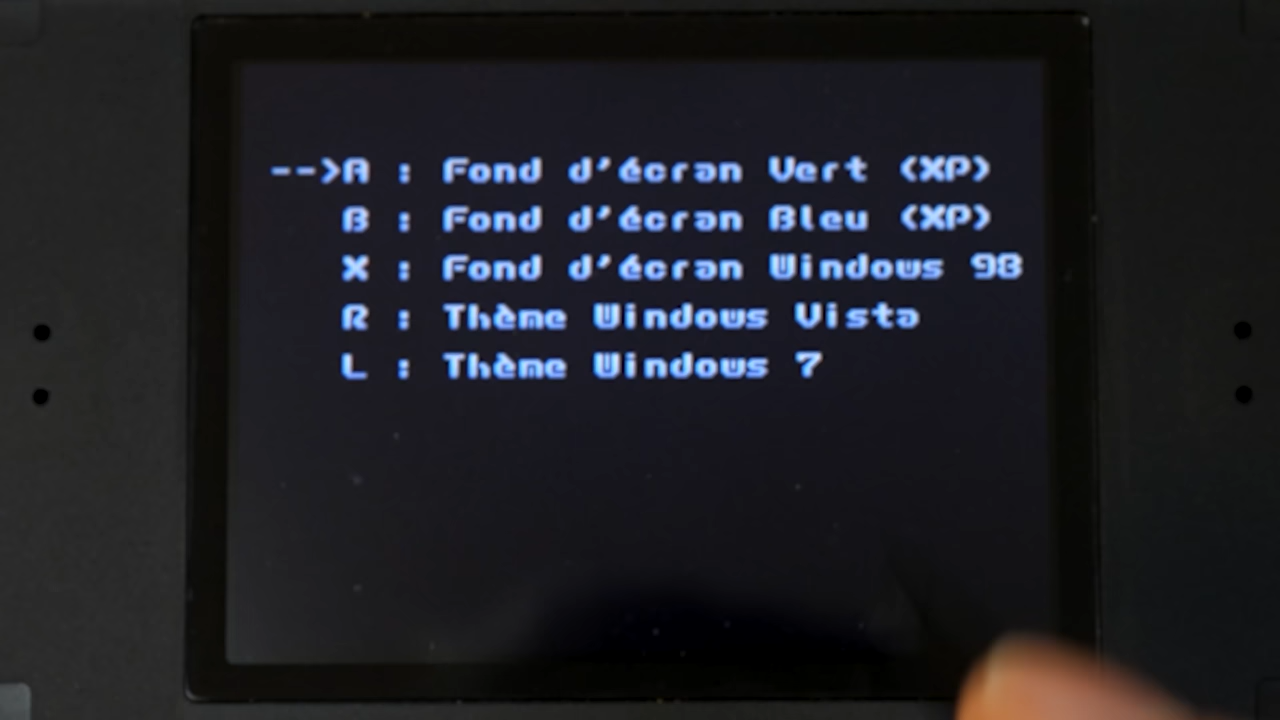 -->A : Fond d'écran Vert (XP)
B : Fond d'écran Bleu (XP)
X : Fond d'écran Windows 98
R : Thème Windows Vista
L : Thème Windows 7